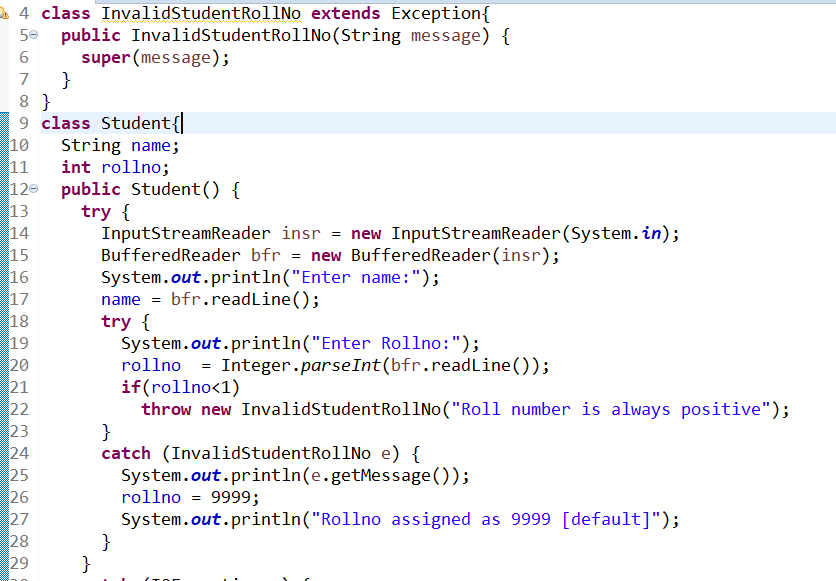 4 class InvalidStudentRollNo extends Exception{
5 public InvalidStudentRollNo(String message) {
6 super(message);
7 }
8 }
9 class Student{
10 String name;
11 int rollno;
12 public Student() {
13 try {
14 InputStreamReader insr = new InputStreamReader(System.in);
15 BufferedReader bfr = new BufferedReader(insr);
16 System.out.println("Enter name:");
17 name = bfr.readLine();
18 try {
19 System.out.println("Enter Rollno:");
20 rollno  = Integer.parseInt(bfr.readLine());
21 if(rollno<1)
22 throw new InvalidStudentRollNo("Roll number is always positive");
23 }
24 catch (InvalidStudentRollNo e) {
25 System.out.println(e.getMessage());
26 rollno = 9999;
27 System.out.println("Rollno assigned as 9999 [default]");
28 }
29 }